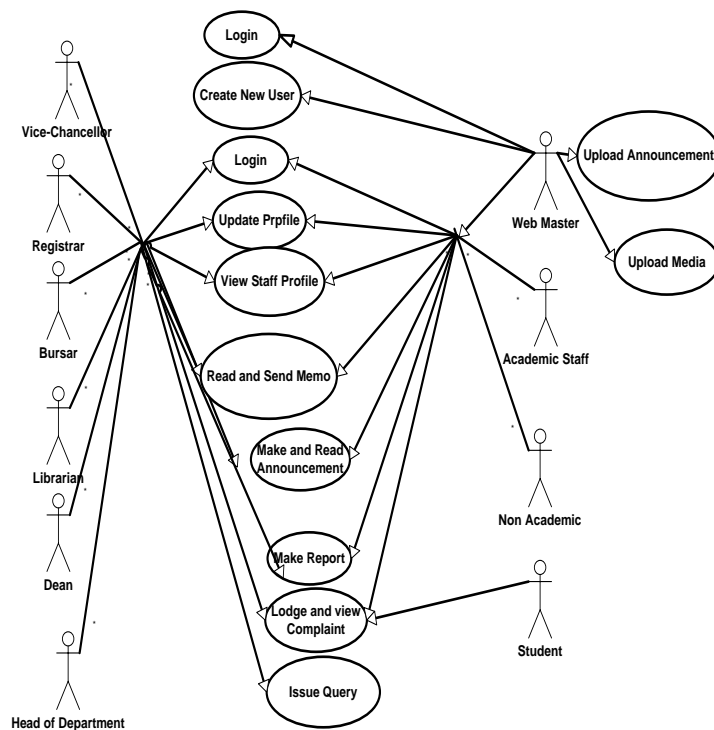 Login
Vice-Chancellor
Create New User
Login
Upload Announcement
Registrar
Update Prpfile
Web Master
View Staff Profile
Upload Media
Bursar
Academic Staff
Read and Send Memo
Librarian
Make and Read
Announcement
Non Academic
Dean
Make Report
Lodge and view
Complaint
Student
Issue Query
Head of Department